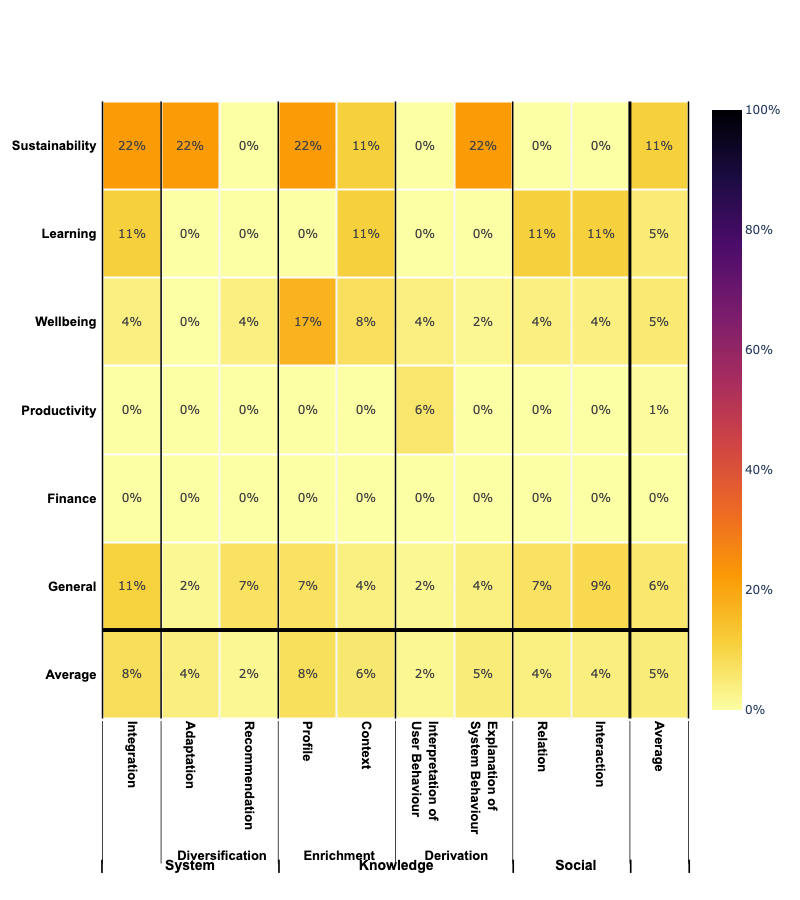 100%
Sustainability 22% 22% 0% 22% 11% 0% 22% 0% 0% 11%
80%
Learning 11% 0% 0% 0% 11% 0% 0% 11% 11% 5%
Wellbeing 4% 0% 4% 17% 8% 4% 2% 4% 4% 5%
60%
Productivity 0% 0% 0% 0% 0% 6% 0% 0% 0% 1%
40%
Finance 0% 0% 0% 0% 0% 0% 0% 0% 0% 0%
General 11% 2% 7% 7% 4% 2% 4% 7% 9% 6%
20%
Average 8% 4% 2% 8% 6% 2% 5% 4% 4% 5%
0%
Integration
Adaptation
Recommendation
Profile
Context
Interpretation of
User Behaviour
Explanation of
System Behaviour
Relation
Interaction
Average
Diversification Enrichment Derivation
System Knowledge Social